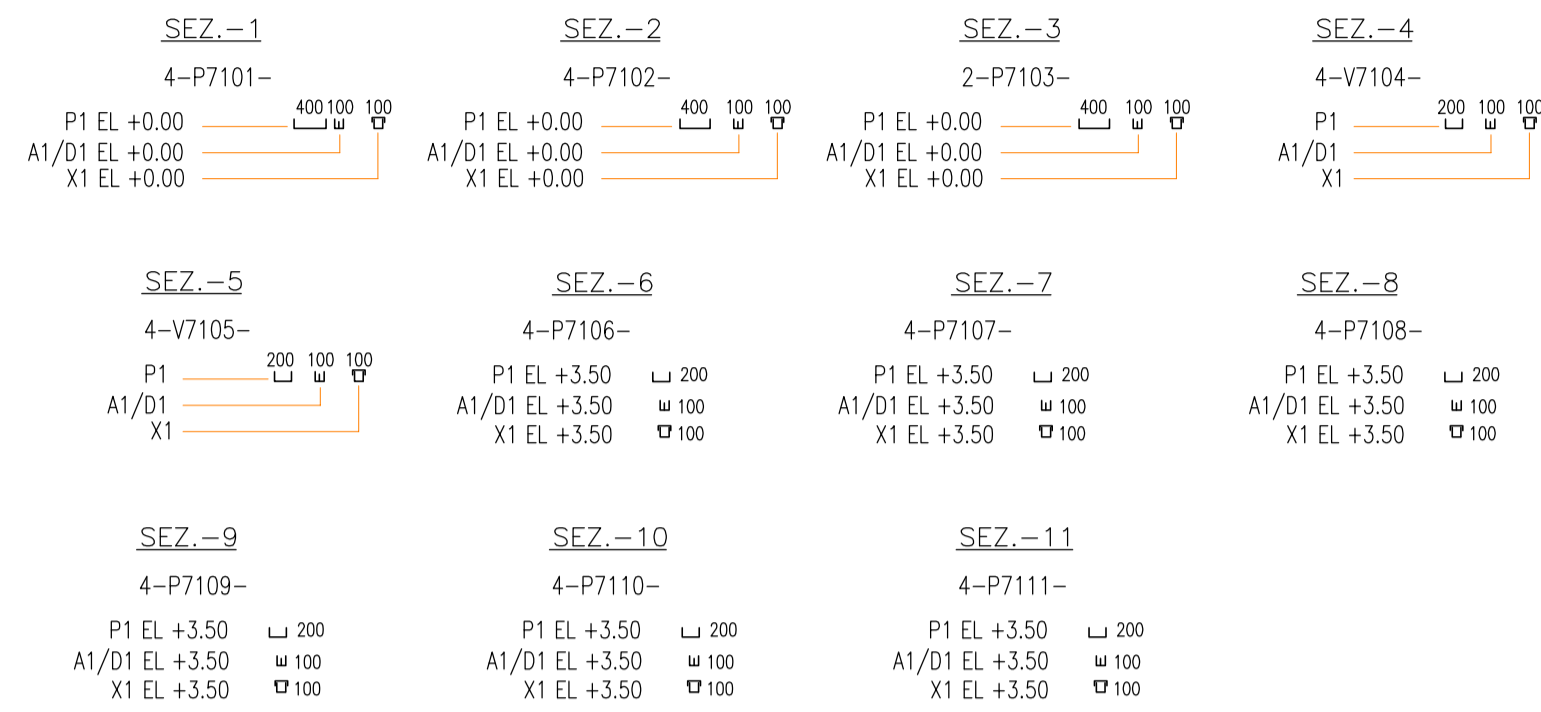 SEZ.-1
4-P7101-
400 100 100
P1 EL +0.00
A1/D1 EL +0.00
X1 EL +0.00
SEZ.-2
4-P7102-
400 100 100
P1 EL +0.00
A1/D1 EL +0.00
X1 EL +0.00
SEZ.-3
2-P7103-
400 100 100
P1 EL +0.00
A1/D1 EL +0.00
X1 EL +0.00
SEZ.-4
4-V7104-
200 100 100
P1
A1/D1
X1
SEZ.-5
4-V7105-
200 100 100
P1
A1/D1
X1
SEZ.-6
4-P7106-
P1 EL +3.50 200
A1/D1 EL +3.50 E 100
X1 EL +3.50 100
SEZ.-7
4-P7107-
P1 EL +3.50 200
A1/D1 EL +3.50 E 100
X1 EL +3.50 100
SEZ.-8
4-P7108-
P1 EL +3.50 200
A1/D1 EL +3.50 E 100
X1 EL +3.50 100
SEZ.-9
4-P7109-
P1 EL +3.50 200
A1/D1 EL +3.50 E 100
X1 EL +3.50 100
SEZ.-10
4-P7110-
P1 EL +3.50 200
A1/D1 EL +3.50 E 100
X1 EL +3.50 100
SEZ.-11
4-P7111-
P1 EL +3.50 200
A1/D1 EL +3.50 E 100
X1 EL +3.50 100